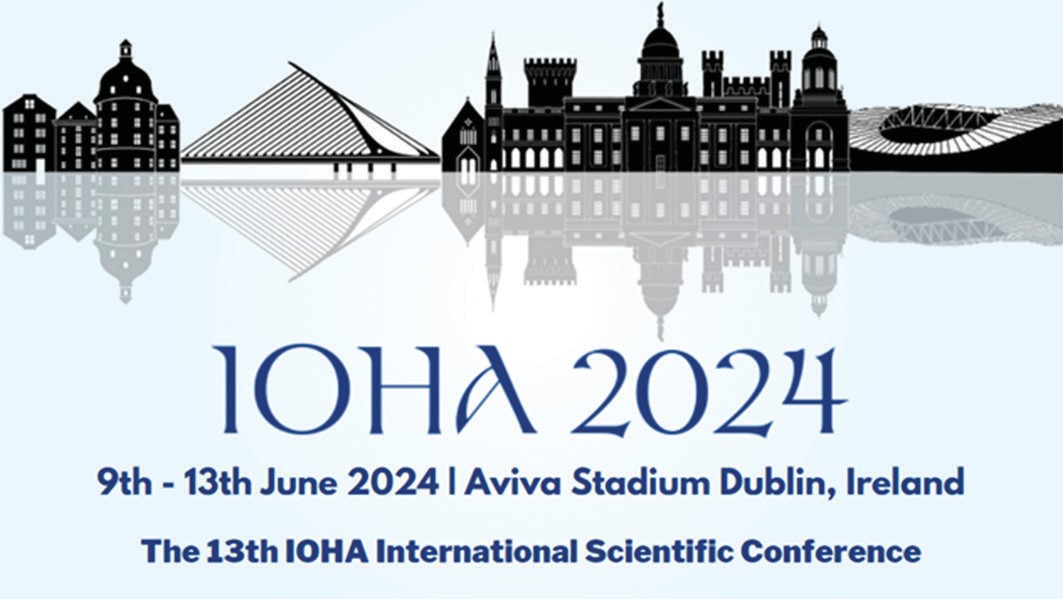 IOHA 2024
9th - 13th June 2024 | Aviva Stadium Dublin, Ireland
The 13th IOHA International Scientific Conference